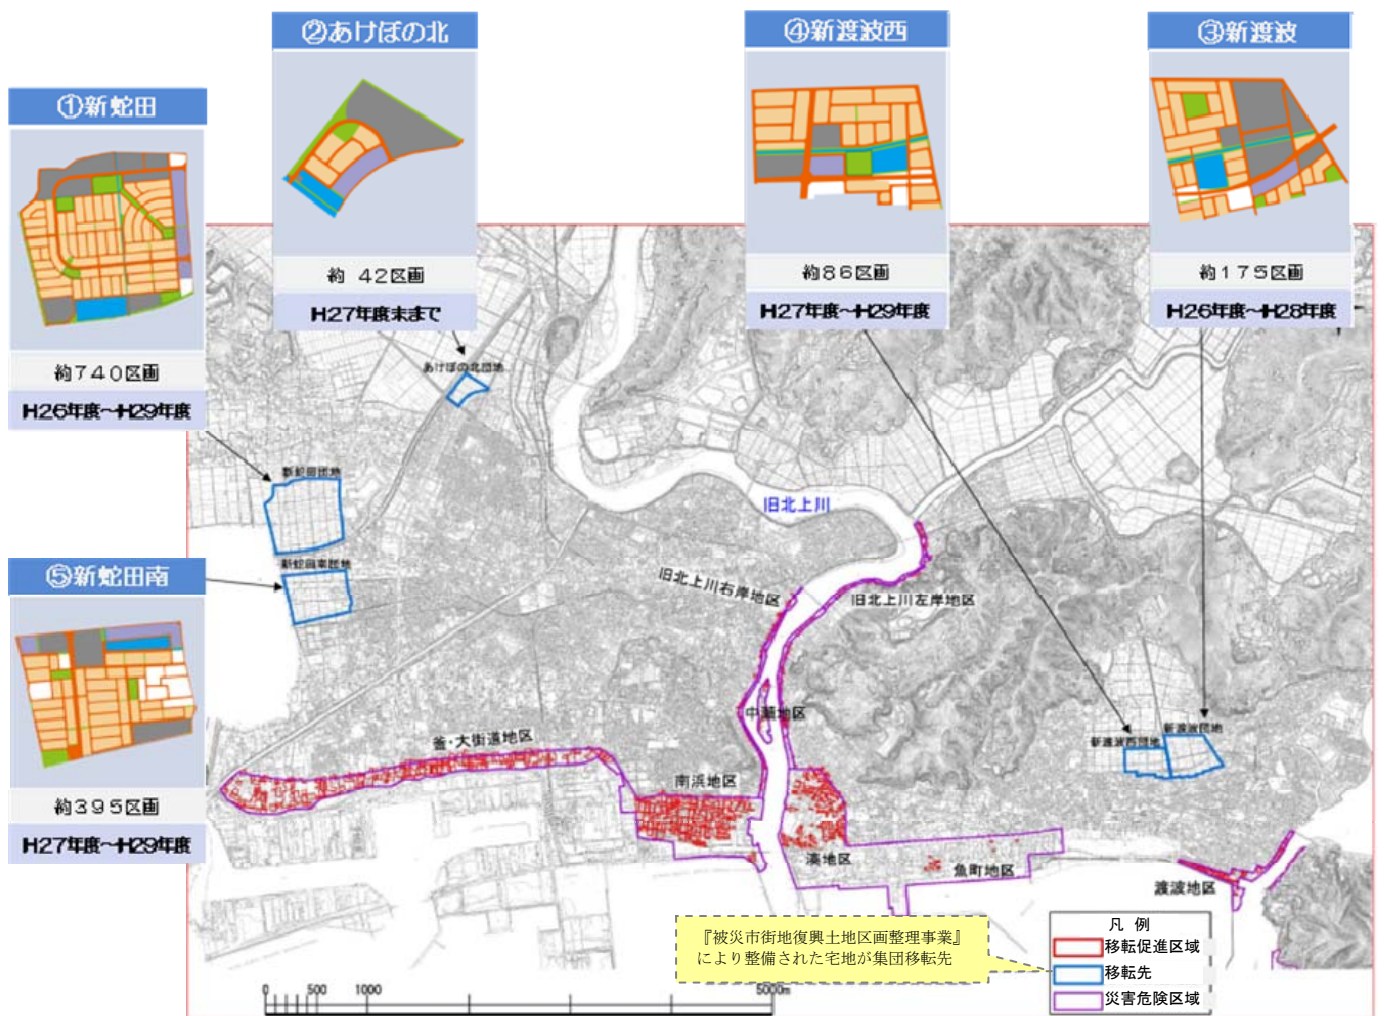 ②あけぼの北
約 42区画
H27年度末まで
④新渡波西
約86区画
H27年度～H29年度
③新渡波
約175区画
H26年度～H28年度
①新蛇田
約740区画
H26年度～H29年度
⑤新蛇田南
約395区画
H27年度～H29年度
あけぼの北団地
新蛇田団地
新蛇田南団地
旧北上川
旧北上川右岸地区
旧北上川左岸地区
中瀬地区
新渡波団地
新渡波西団地
釜・大街道地区
南浜地区
湊地区
魚町地区
渡波地区
『被災市街地復興土地区画整理事業』
により整備された宅地が集団移転先
凡 例
移転促進区域
移転先
災害危険区域
0 500 1000 5000m